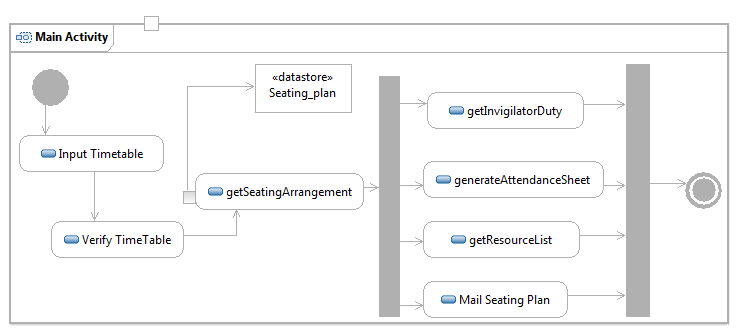 Main Activity
«datastore»
Seating_plan
getInvigilatorDuty
Input Timetable
generateAttendanceSheet
getSeatingArrangement
Verify TimeTable
getResourceList
Mail Seating Plan